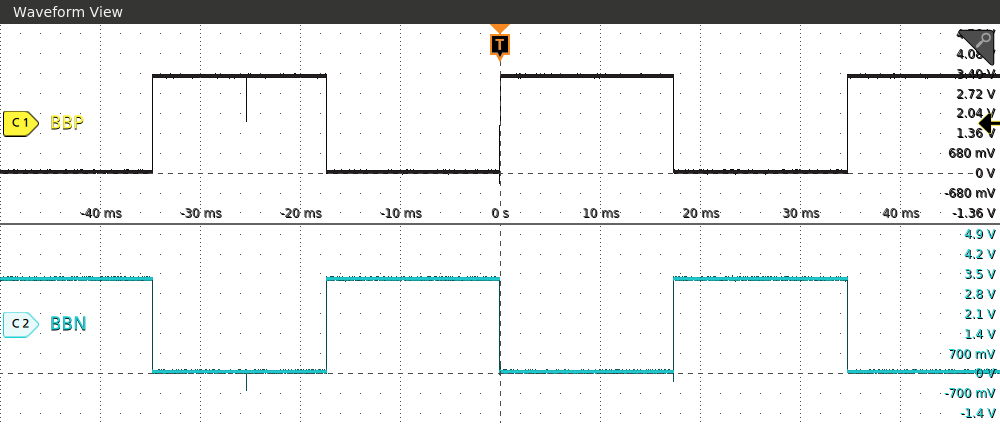 Waveform View
T
4.08
3.40 V
2.72 V
C 1 BBP
2.04 V
1.36 V
680 mV
0 V
-680 mV
-40 ms -30 ms -20 ms -10 ms 0 s 10 ms 20 ms 30 ms 40 ms -1.36 V
4.9 V
4.2 V
3.5 V
2.8 V
C 2 BBN
2.1 V
1.4 V
700 mV
0 V
-700 mV
-1.4 V